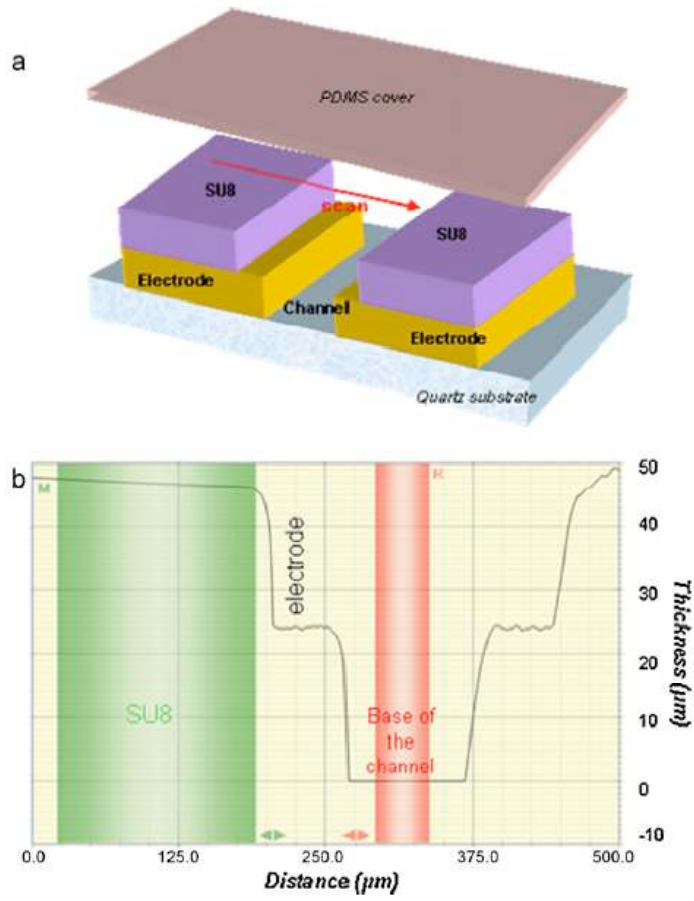 a
PDMS cover
SU8
scan
SU8
Electrode
Channel
Electrode
Quartz substrate
b
M
R
electrode
SU8
Base of
the
channel
50
40
30
20
10
0
-10
Thickness (µm)
0.0 125.0 250.0 375.0 500.0
Distance (µm)